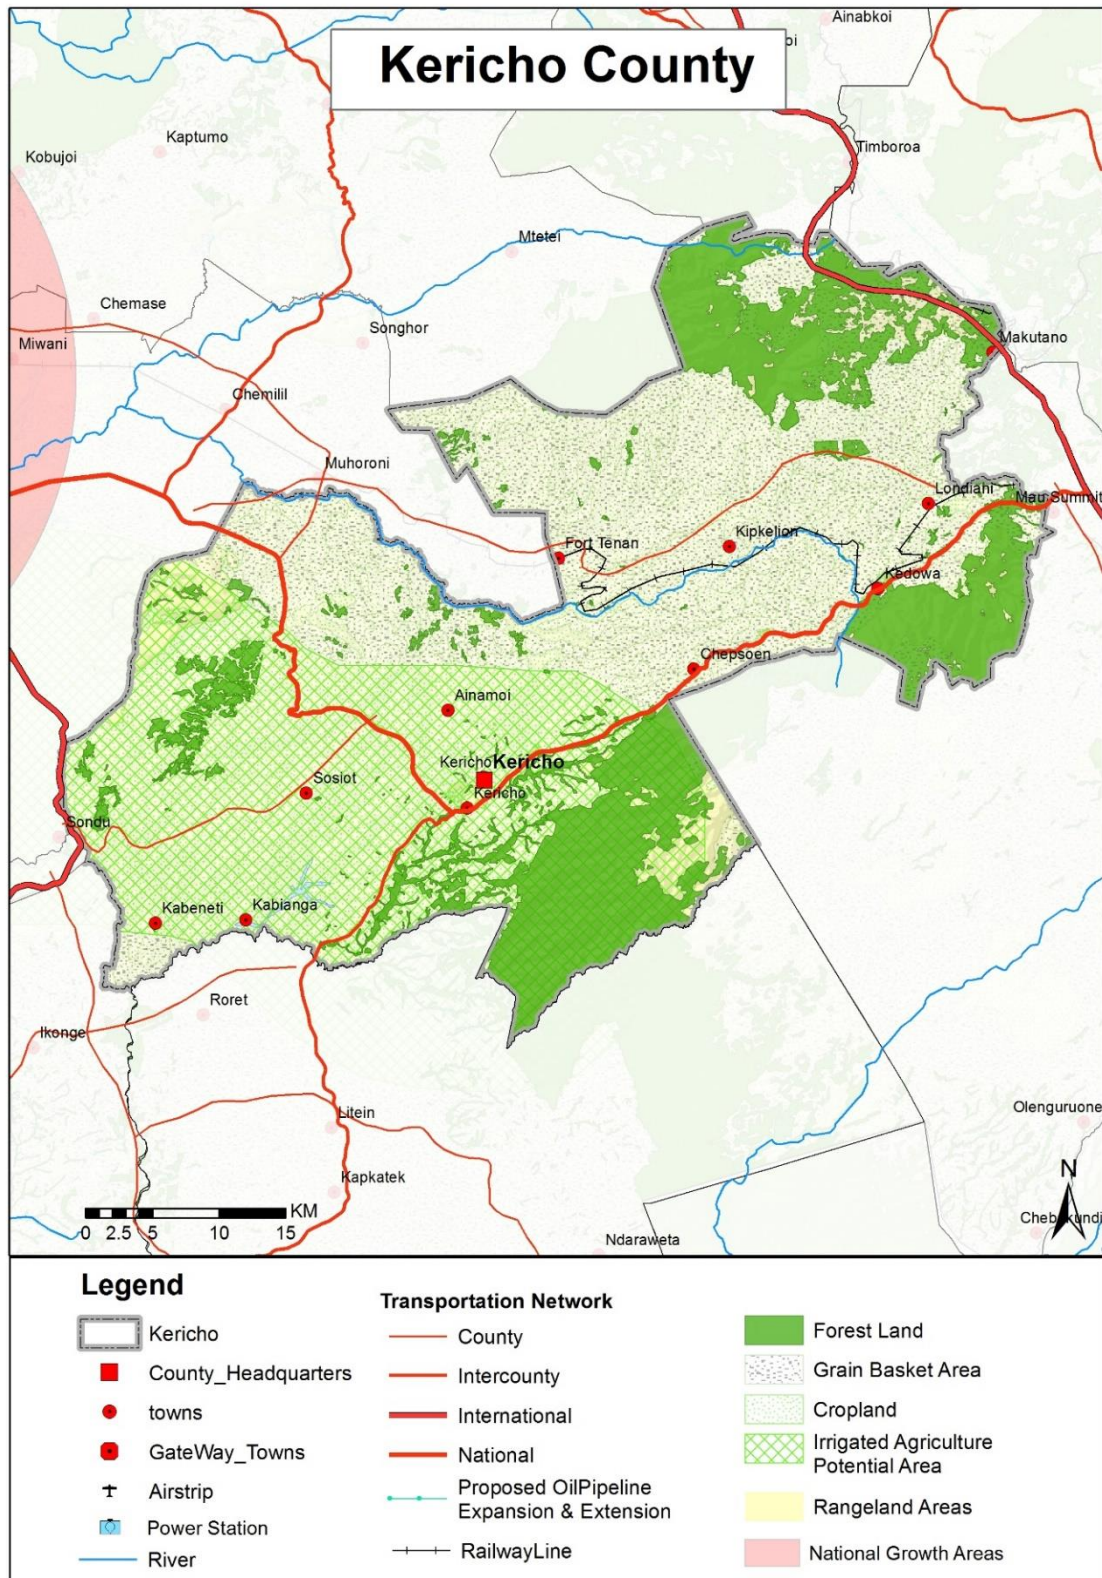 Kericho County
Ainabkoi
oi
Kaptumo
Timboroa
Kobujoi
Mtetei
Chemase
Songhor
Miwani
Makutano
Chemilil
Muhoroni
Londiahi
Mau Summit
Kipkelion
Fort Tenan
Kedowa
Chepsoen
Ainamoi
Kericho Kericho
Sosiot
Kericho
Sondu
Kabeneti
Kabianga
Roret
Ikonge
Litein
Olenguruone
Kapkatek
N
KM
0 2.5 5 10 15
Ndaraweta
Legend
Kericho
County_Headquarters
towns
GateWay_Towns
Airstrip
Power Station
River
Transportation Network
County
Intercounty
International
National
Proposed OilPipeline
Expansion & Extension
RailwayLine
Forest Land
Grain Basket Area
Cropland
Irrigated Agriculture
Potential Area
Rangeland Areas
National Growth Areas